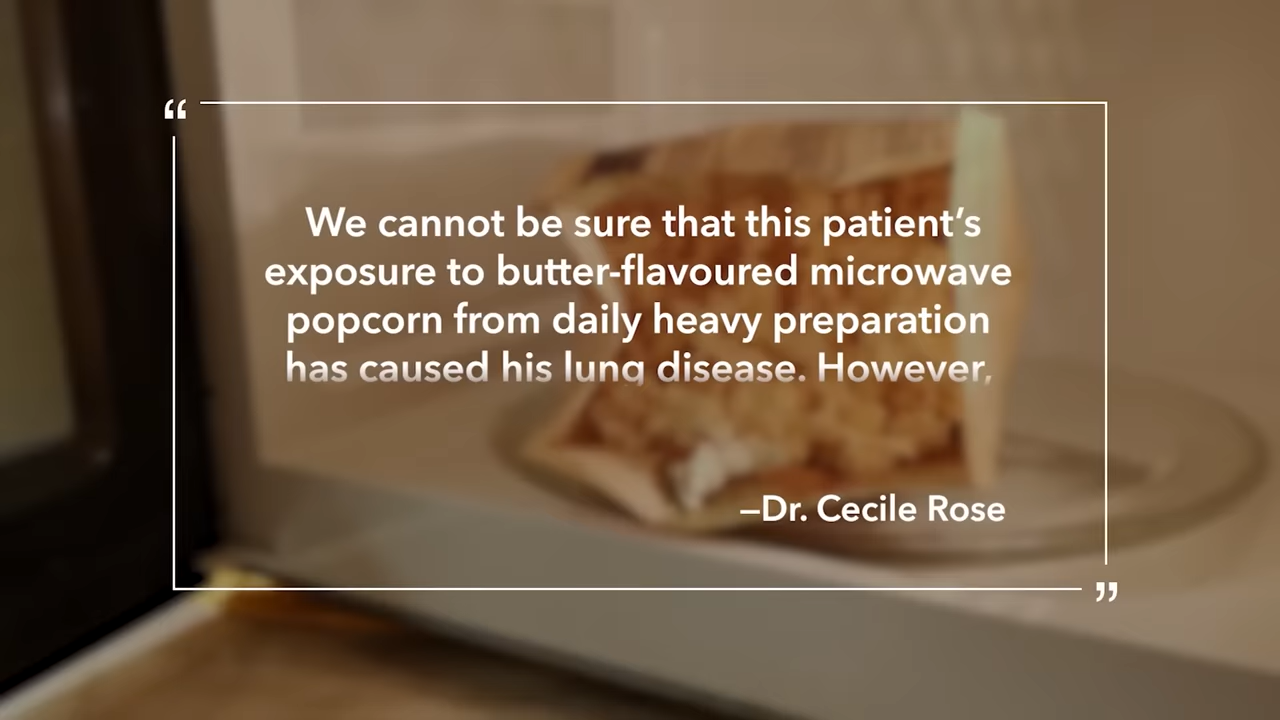 “
We cannot be sure that this patient’s
exposure to butter-flavoured microwave
popcorn from daily heavy preparation
has caused his lung disease. However,
—Dr. Cecile Rose
”